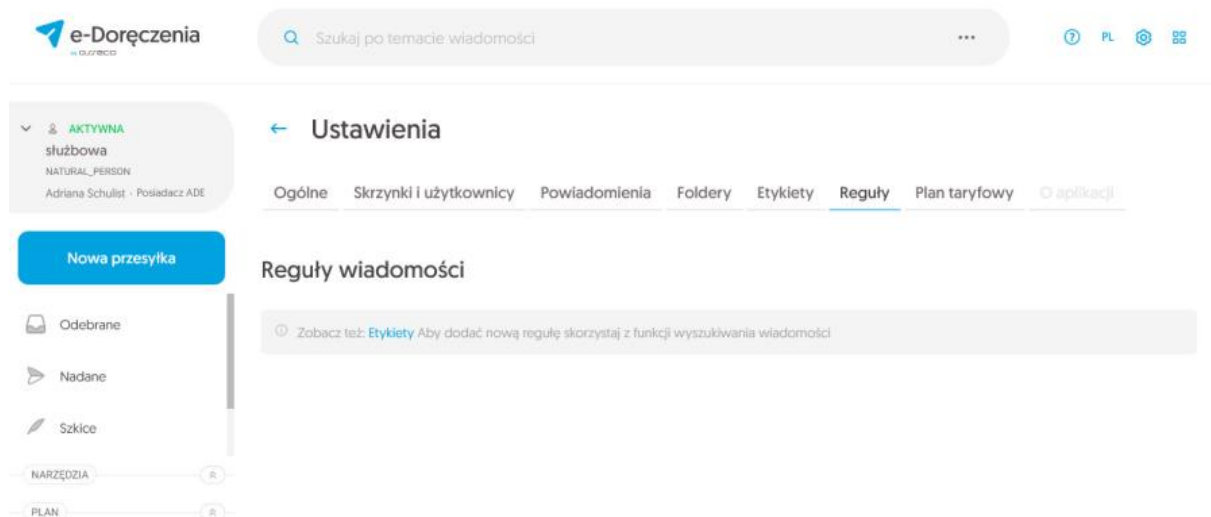 e-Doręczenia
BY asseco
Szukaj po temacie wiadomości
...
PL
AKTYWNA
służbowa
NATURAL_PERSON
Adriana Schulist - Posiadacz ADE
Nowa przesyłka
Odebrane
Nadane
Szkice
NARZĘDZIA
PLAN
← Ustawienia
Ogólne Skrzynki i użytkownicy Powiadomienia Foldery Etykiety Reguły Plan taryfowy O aplikacji
Reguły wiadomości
Zobacz też: Etykiety Aby dodać nową regułę skorzystaj z funkcji wyszukiwania wiadomości